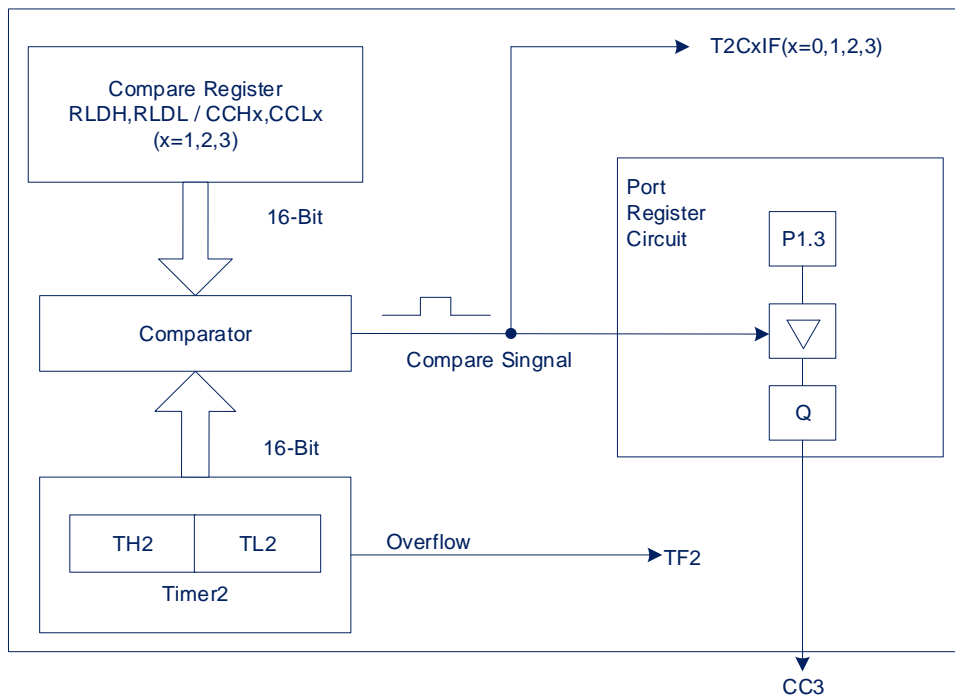 T2CxIF(x=0,1,2,3)
Compare Register
RLDH,RLDL / CCHx,CCLx
(x=1,2,3)
16-Bit
Port
Register
Circuit
P1.3
Comparator
Compare Singnal
Q
16-Bit
TH2
TL2
Timer2
Overflow
TF2
CC3